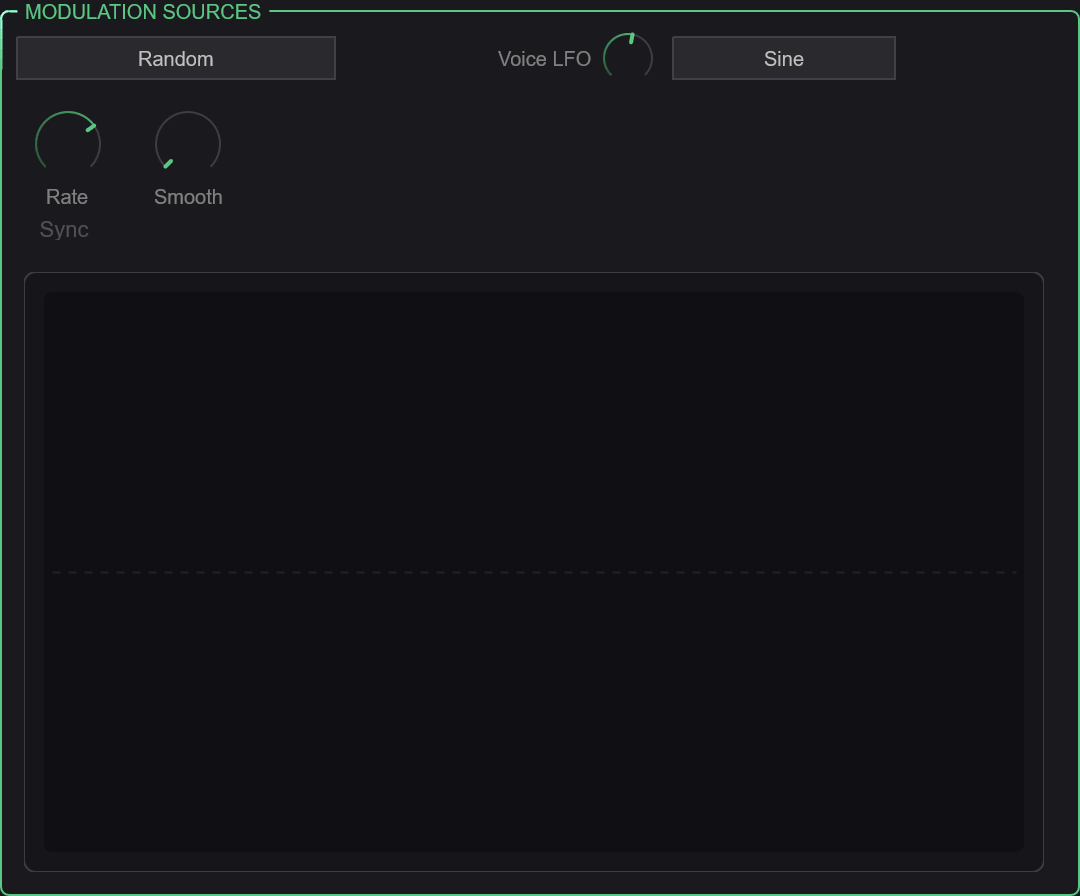 MODULATION SOURCES
Random
Voice LFO
Sine
Rate
Smooth
Sync